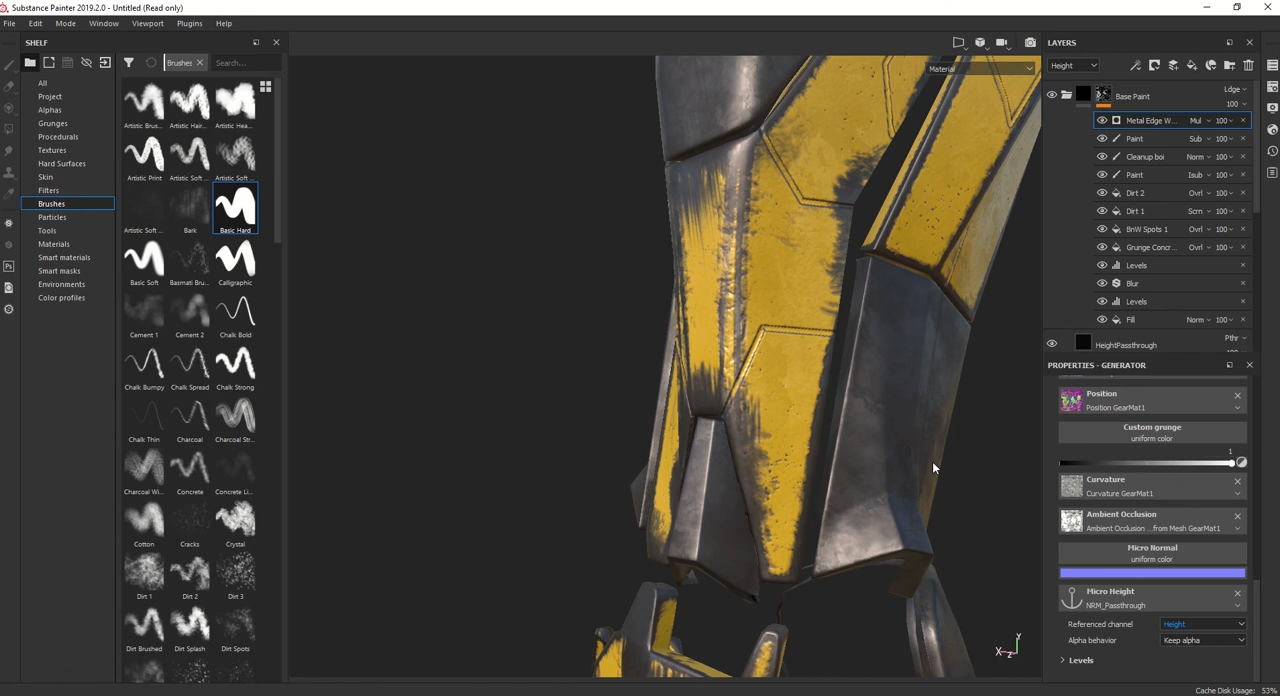 Substance Painter 2019.2.0 - Untitled (Read only)
File Edit Mode Window Viewport Plugins Help
SHELF
Brushes Search...
All
Project
Alphas
Grunges
Procedurals
Textures
Hard Surfaces
Skin
Filters
Brushes
Particles
Tools
Materials
Smart materials
Smart masks
Environments
Color profiles
Artistic Brus... Artistic Hair... Artistic Hea...
Artistic Print Artistic Soft ... Artistic Soft ...
Artistic Soft ... Bark Basic Hard
Basic Soft Basmati Bru... Calligraphic
Cement 1 Cement 2 Chalk Bold
Chalk Bumpy Chalk Spread Chalk Strong
Chalk Thin Charcoal Charcoal Str...
Charcoal Wi... Concrete Concrete Li...
Cotton Cracks Crystal
Dirt 1 Dirt 2 Dirt 3
Dirt Brushed Dirt Splash Dirt Spots
Ps
Material
Y
X
Z
LAYERS
Height
Base Paint Ldge
100
Metal Edge W... Mul 100
Paint Sub 100
Cleanup boi Norm 100
Paint lsub 100
Dirt 2 Ovrl 100
Dirt 1 Scrn 100
BnW Spots 1 Ovrl 100
Grunge Concr... Ovrl 100
Levels
Blur
Levels
Fill Norm 100
HeightPassthrough Pthr
PROPERTIES - GENERATOR
Position
Position GearMat1
Custom grunge
uniform color
1
Curvature
Curvature GearMat1
Ambient Occlusion
Ambient Occlusion ...from Mesh GearMat1
Micro Normal
uniform color
Micro Height
NRM_Passthrough
Referenced channel Height
Alpha behavior Keep alpha
Levels
Cache Disk Usage: 53%